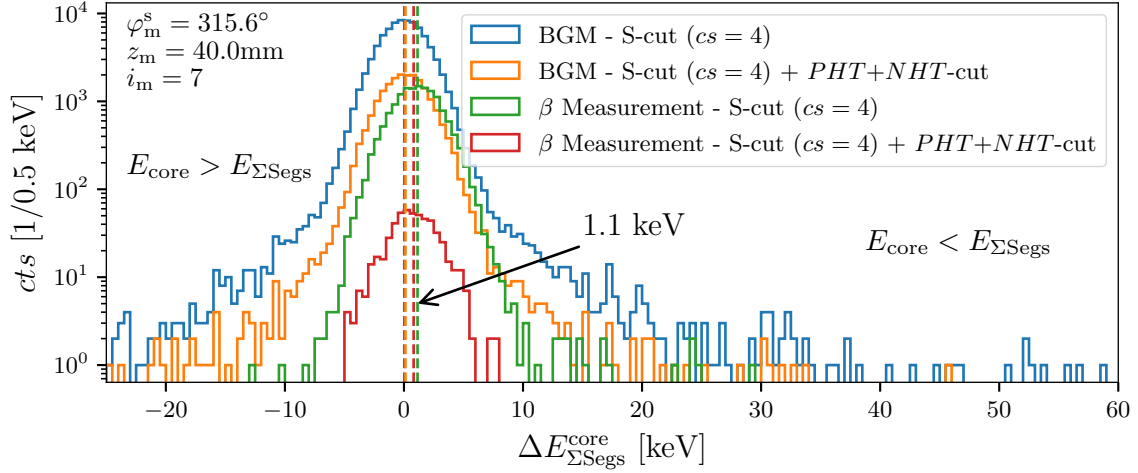 φ_m^s = 315.6°
z_m = 40.0mm
i_m = 7
BGM - S-cut (cs = 4)
BGM - S-cut (cs = 4) + PHT+NHT-cut
β Measurement - S-cut (cs = 4)
β Measurement - S-cut (cs = 4) + PHT+NHT-cut
E_core > E_ΣSegs
1.1 keV
E_core < E_ΣSegs
cts [1/0.5 keV]
10^4
10^3
10^2
10^1
10^0
−20 −10 0 10 20 30 40 50 60
ΔE_ΣSegs^core [keV]